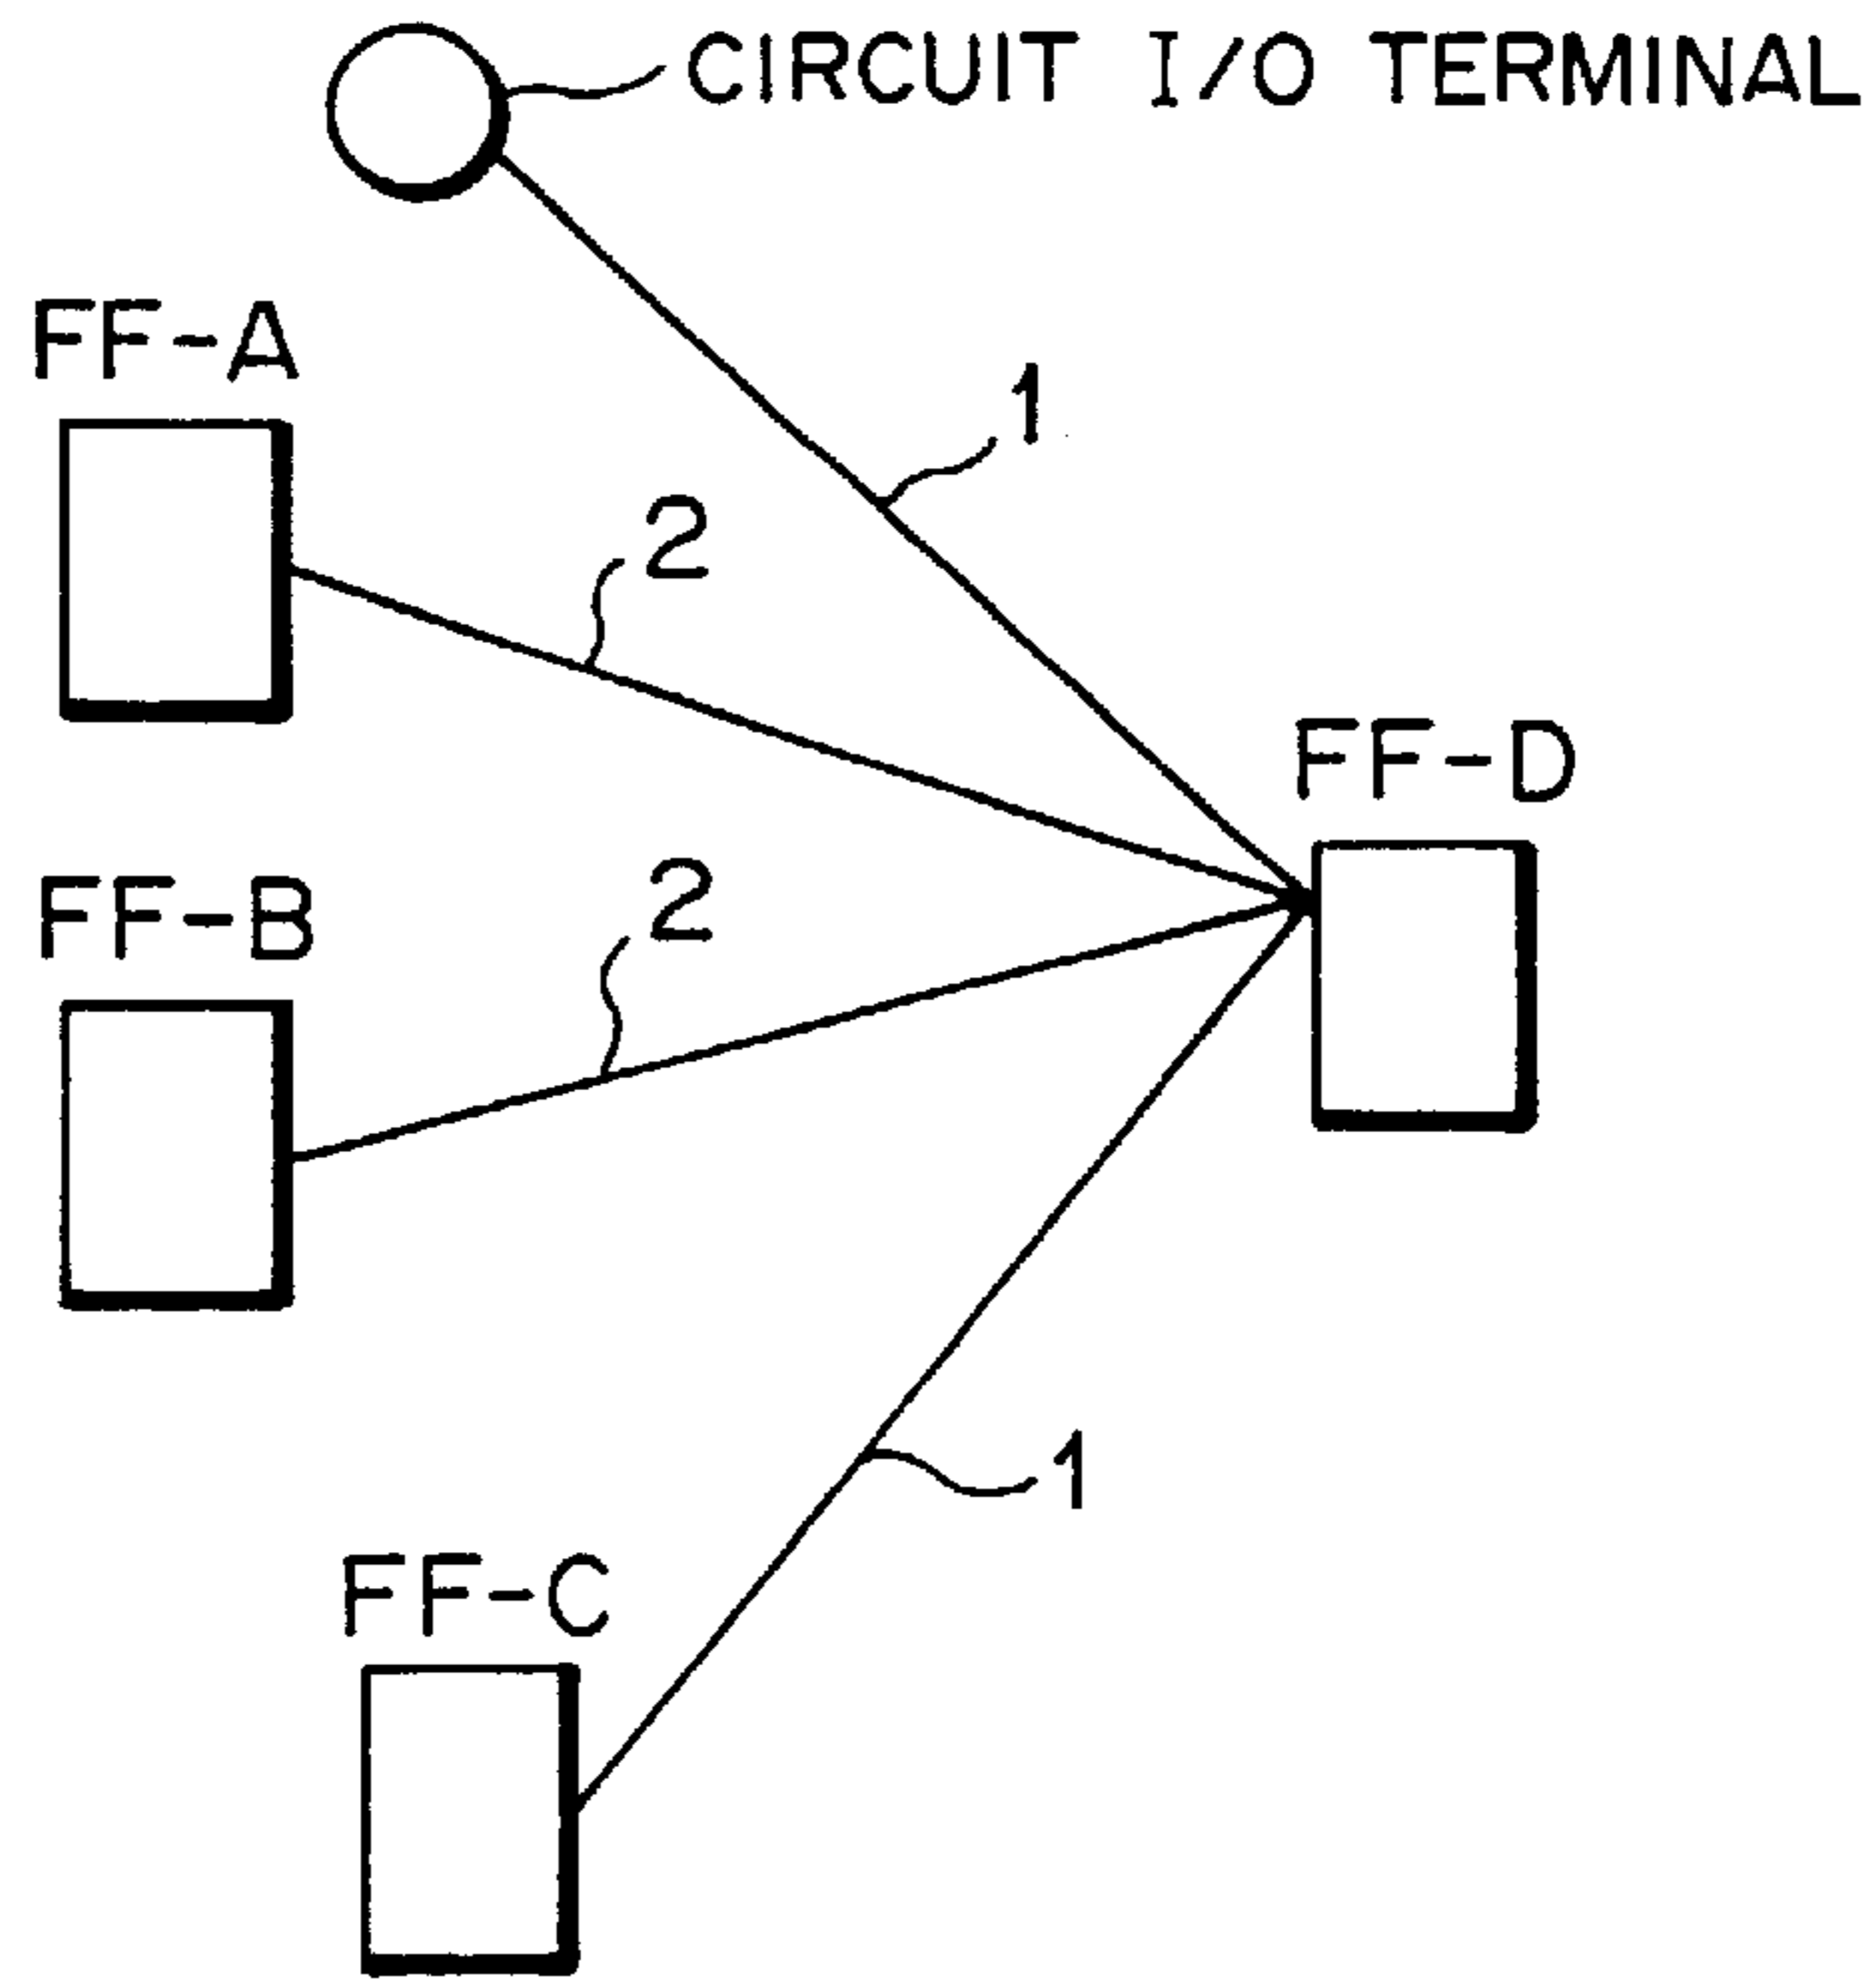 CIRCUIT I/O TERMINAL
FF-A
1
2
FF-D
FF-B
2
1
FF-C